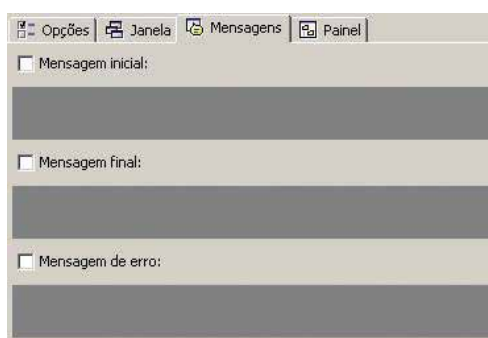 Opções Janela Mensagens Painel
Mensagem inicial:
Mensagem final:
Mensagem de erro: